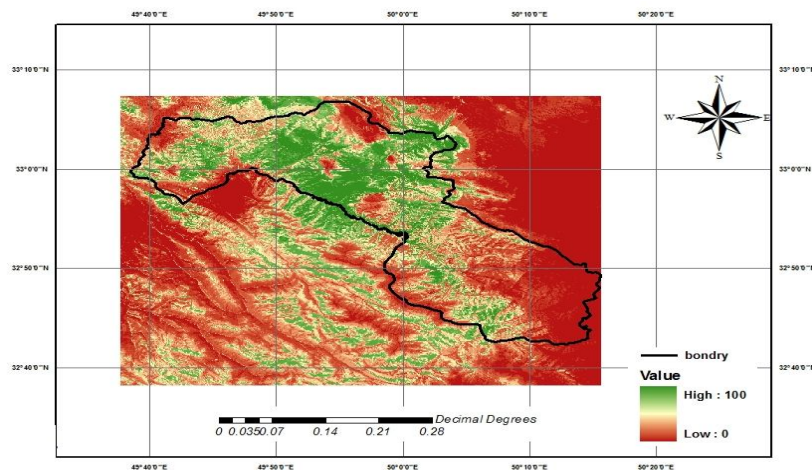 49°40'0"E 49°50'0"E 50°0'0"E 50°10'0"E 50°20'0"E
33°10'0"N 33°10'0"N
N
W E
S
33°0'0"N 33°0'0"N
32°50'0"N 32°50'0"N
32°40'0"N 32°40'0"N
bondry
Value
High : 100
Low : 0
Decimal Degrees
0 0.0350.07 0.14 0.21 0.28
49°40'0"E 49°50'0"E 50°0'0"E 50°10'0"E 50°20'0"E